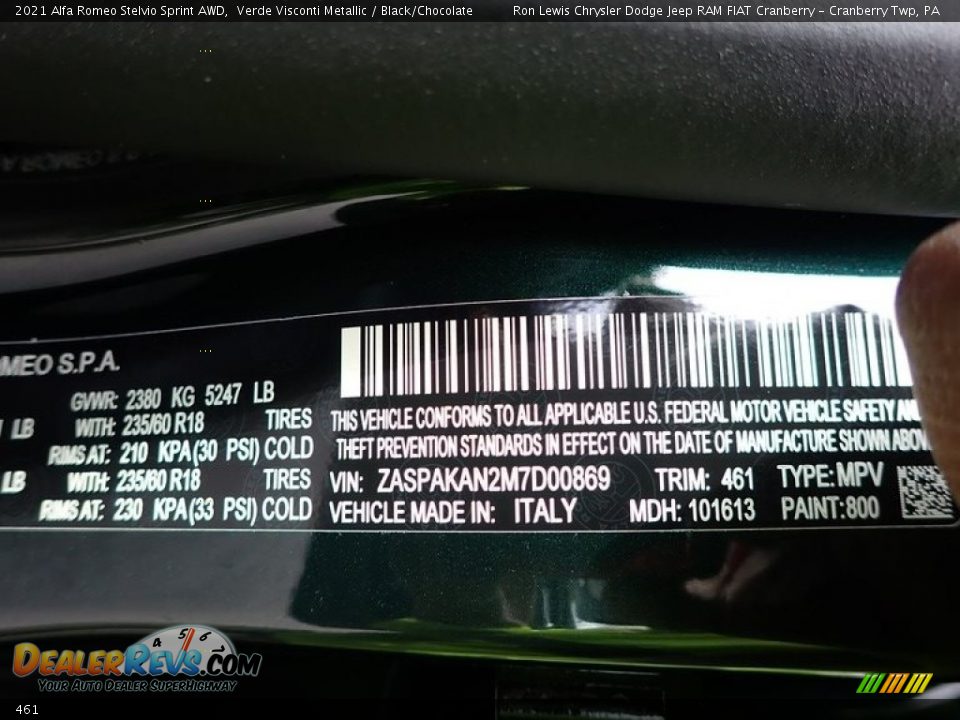 2021 Alfa Romeo Stelvio Sprint AWD, Verde Visconti Metallic / Black/Chocolate Ron Lewis Chrysler Dodge Jeep RAM FIAT Cranberry - Cranberry Twp, PA
MEO S.P.A.
GVWR: 2380 KG 5247 LB
LB WITH: 235/60 R18 TIRES
RIMS AT: 210 KPA(30 PSI) COLD
LB WITH: 235/60 R18 TIRES
RIMS AT: 230 KPA(33 PSI) COLD
THIS VEHICLE CONFORMS TO ALL APPLICABLE U.S. FEDERAL MOTOR VEHICLE SAFETY AN
THEFT PREVENTION STANDARDS IN EFFECT ON THE DATE OF MANUFACTURE SHOWN ABOV
VIN: ZASPAKAN2M7D00869 TRIM: 461 TYPE: MPV
VEHICLE MADE IN: ITALY MDH: 101613 PAINT:800
4 5 6
DEALERREVS.COM
YOUR AUTO DEALER SUPERHIGHWAY
461